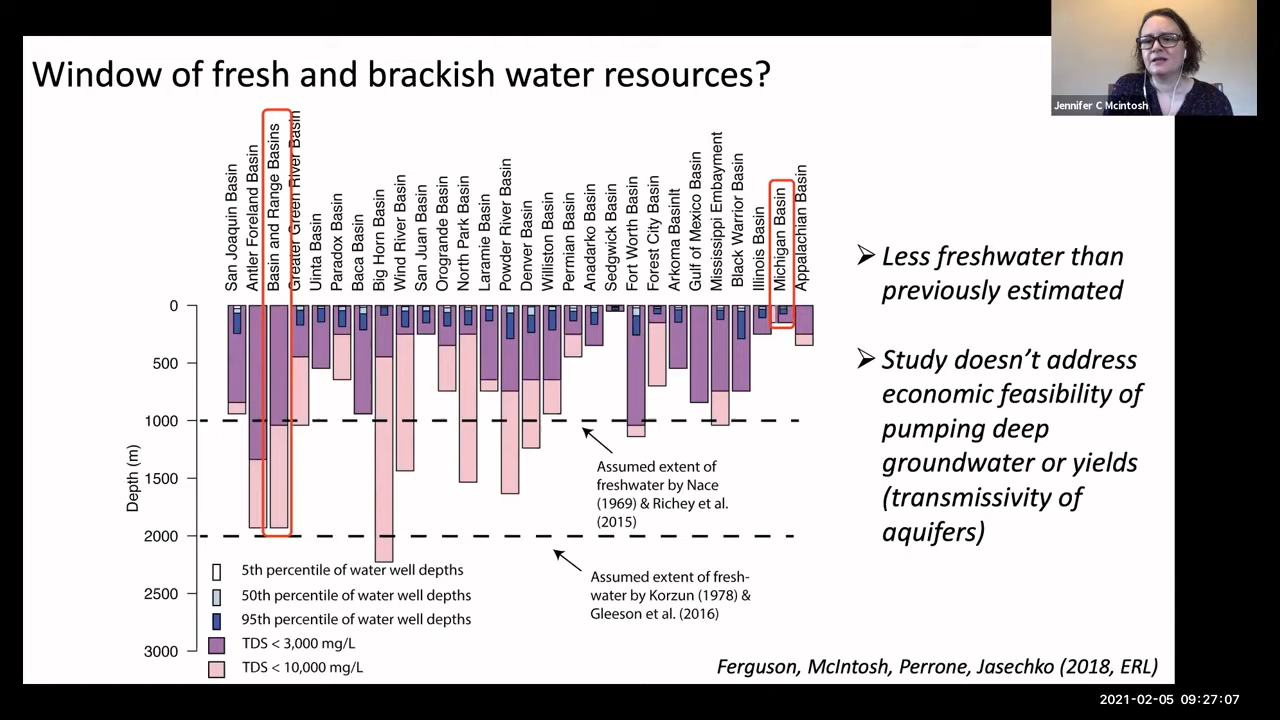 Window of fresh and brackish water resources?
Jennifer C Mcintosh
San Joaquin Basin
Antler Foreland Basin
Basin and Range Basins
Greater Green River Basin
Uinta Basin
Paradox Basin
Baca Basin
Big Horn Basin
Wind River Basin
San Juan Basin
Orogrande Basin
North Park Basin
Laramie Basin
Powder River Basin
Denver Basin
Williston Basin
Permian Basin
Anadarko Basin
Sedgwick Basin
Fort Worth Basin
Forest City Basin
Arkoma BasinIt
Gulf of Mexico Basin
Mississippi Embayment
Black Warrior Basin
Illinois Basin
Michigan Basin
Appalachian Basin
Depth (m)
0
500
1000
1500
2000
2500
3000
Assumed extent of
freshwater by Nace
(1969) & Richey et al.
(2015)
Assumed extent of fresh-
water by Korzun (1978) &
Gleeson et al. (2016)
5th percentile of water well depths
50th percentile of water well depths
95th percentile of water well depths
TDS < 3,000 mg/L
TDS < 10,000 mg/L
➢ Less freshwater than
previously estimated
➢ Study doesn't address
economic feasibility of
pumping deep
groundwater or yields
(transmissivity of
aquifers)
Ferguson, McIntosh, Perrone, Jasechko (2018, ERL)
2021-02-05 09:27:07